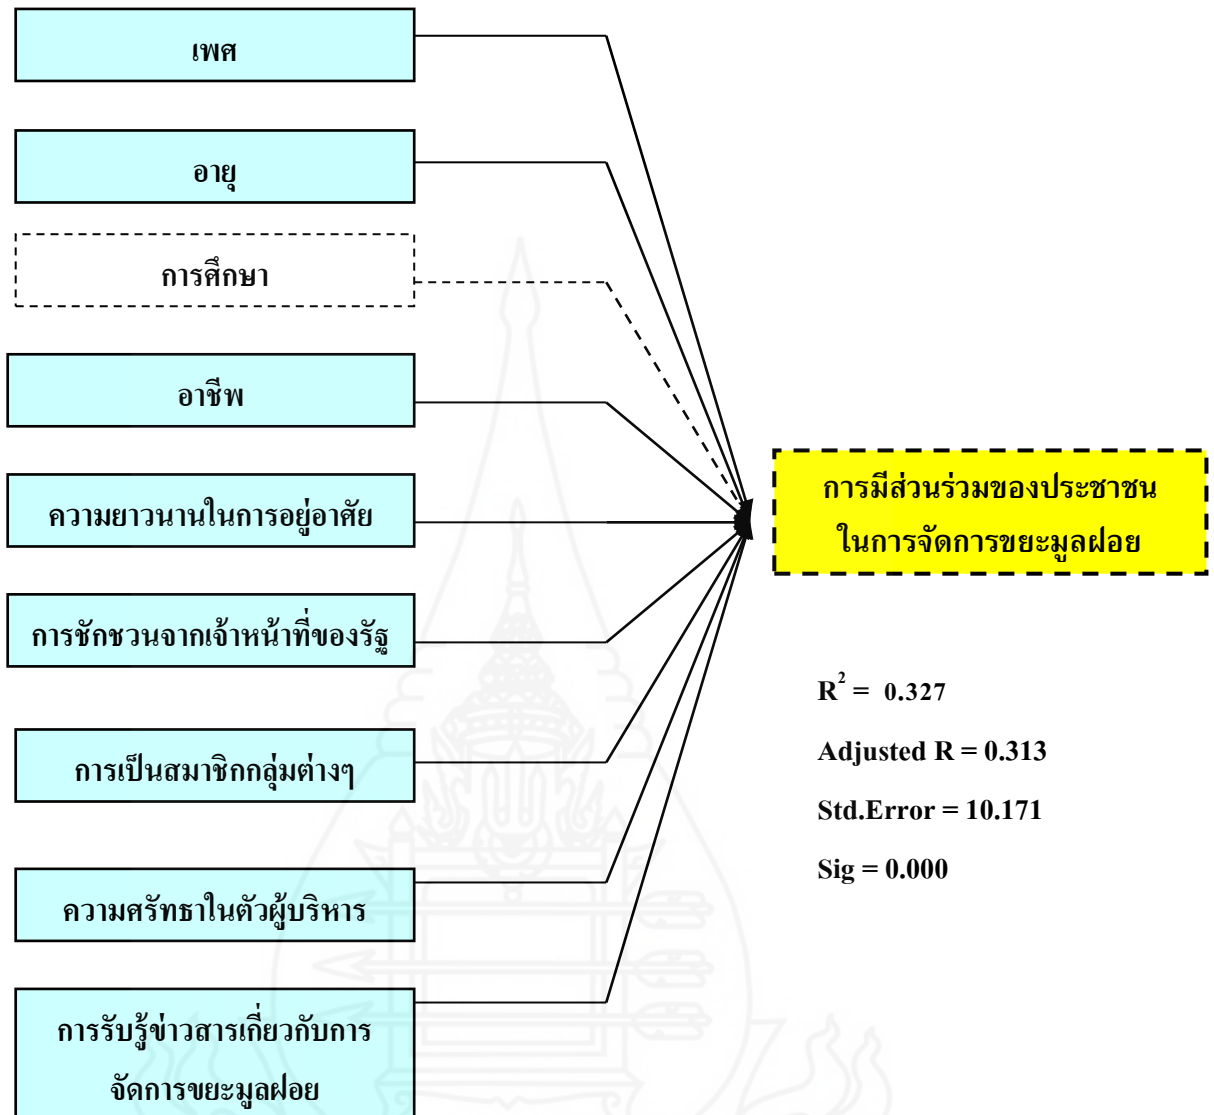 เพศ
อายุ
การศึกษา
อาชีพ
ความยาวนานในการอยู่อาศัย
การชักชวนจากเจ้าหน้าที่ของรัฐ
การเป็นสมาชิกกลุ่มต่างๆ
ความศรัทธาในตัวผู้บริหาร
การรับรู้ข่าวสารเกี่ยวกับการ
จัดการขยะมูลฝอย
การมีส่วนร่วมของประชาชน
ในการจัดการขยะมูลฝอย
R² = 0.327
Adjusted R = 0.313
Std.Error = 10.171
Sig = 0.000